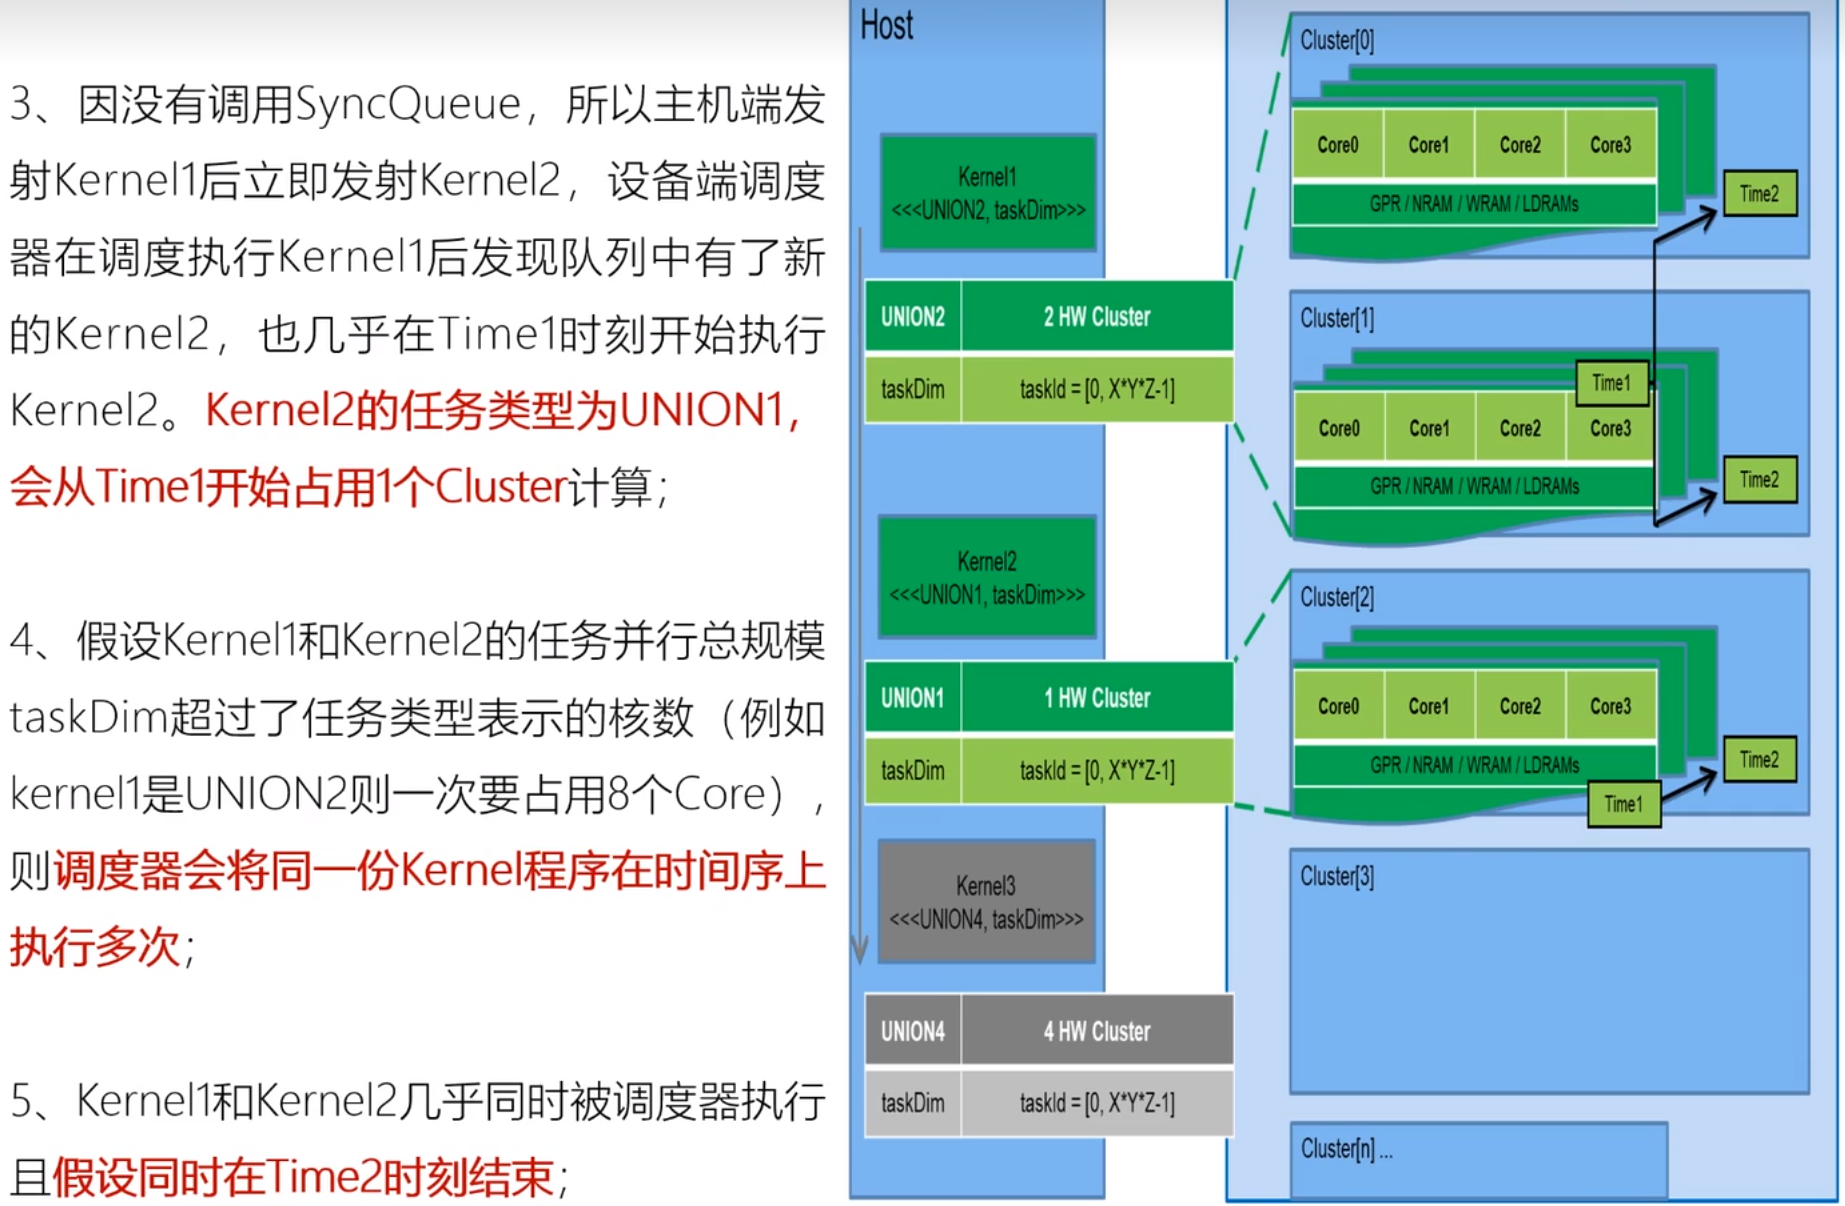 3、因没有调用SyncQueue，所以主机端发
射Kernel1后立即发射Kernel2，设备端调度
器在调度执行Kernel1后发现队列中有了新
的Kernel2，也几乎在Time1时刻开始执行
Kernel2。Kernel2的任务类型为UNION1，
会从Time1开始占用1个Cluster计算；
4、假设Kernel1和Kernel2的任务并行总规模
taskDim超过了任务类型表示的核数（例如
kernel1是UNION2则一次要占用8个Core），
则调度器会将同一份Kernel程序在时间序上
执行多次；
5、Kernel1和Kernel2几乎同时被调度器执行
且假设同时在Time2时刻结束；
Host
Kernel1
<<<UNION2, taskDim>>>
UNION2
2 HW Cluster
taskDim
taskId = [0, X*Y*Z-1]
Kernel2
<<<UNION1, taskDim>>>
UNION1
1 HW Cluster
taskDim
taskId = [0, X*Y*Z-1]
Kernel3
<<<UNION4, taskDim>>>
UNION4
4 HW Cluster
taskDim
taskId = [0, X*Y*Z-1]
Cluster[0]
Core0
Core1
Core2
Core3
GPR / NRAM / WRAM / LDRAMs
Time2
Cluster[1]
Time1
Core0
Core1
Core2
Core3
GPR / NRAM / WRAM / LDRAMs
Time2
Cluster[2]
Core0
Core1
Core2
Core3
GPR / NRAM / WRAM / LDRAMs
Time2
Time1
Cluster[3]
Cluster[n] ...